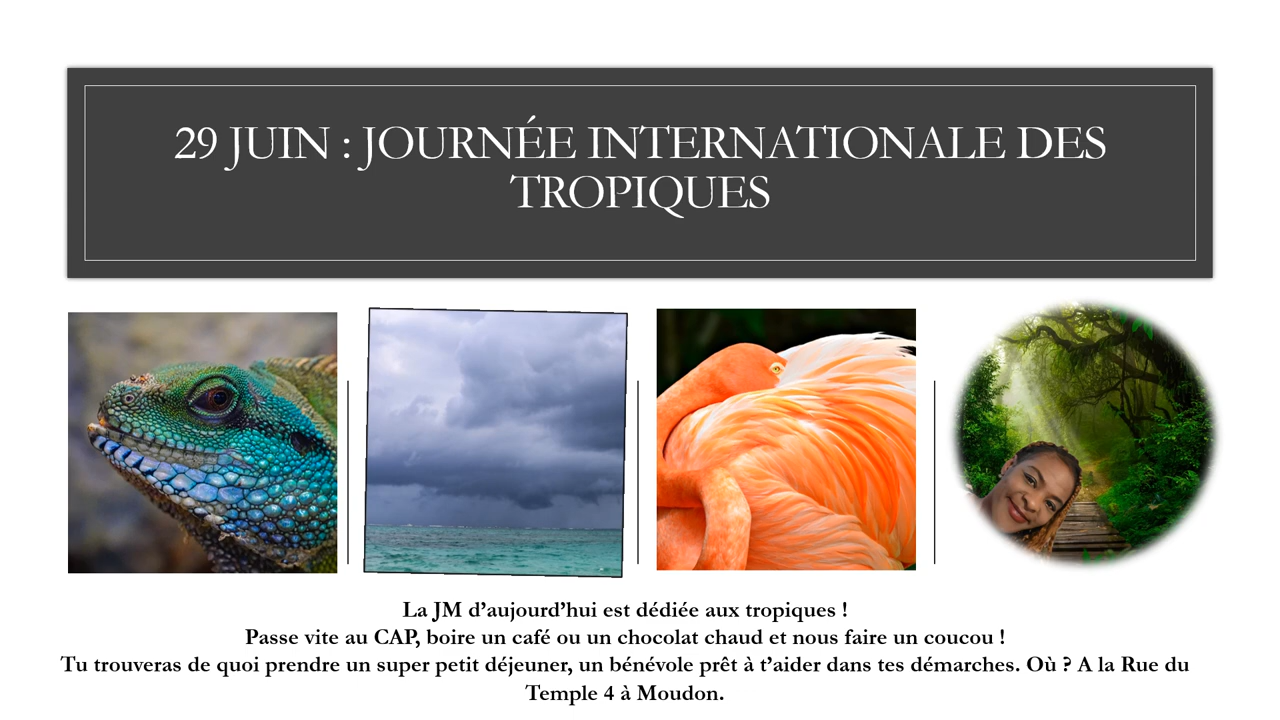 29 JUIN : JOURNÉE INTERNATIONALE DES
TROPIQUES
La JM d’aujourd’hui est dédiée aux tropiques !
Passe vite au CAP, boire un café ou un chocolat chaud et nous faire un coucou !
Tu trouveras de quoi prendre un super petit déjeuner, un bénévole prêt à t’aider dans tes démarches. Où ? A la Rue du
Temple 4 à Moudon.